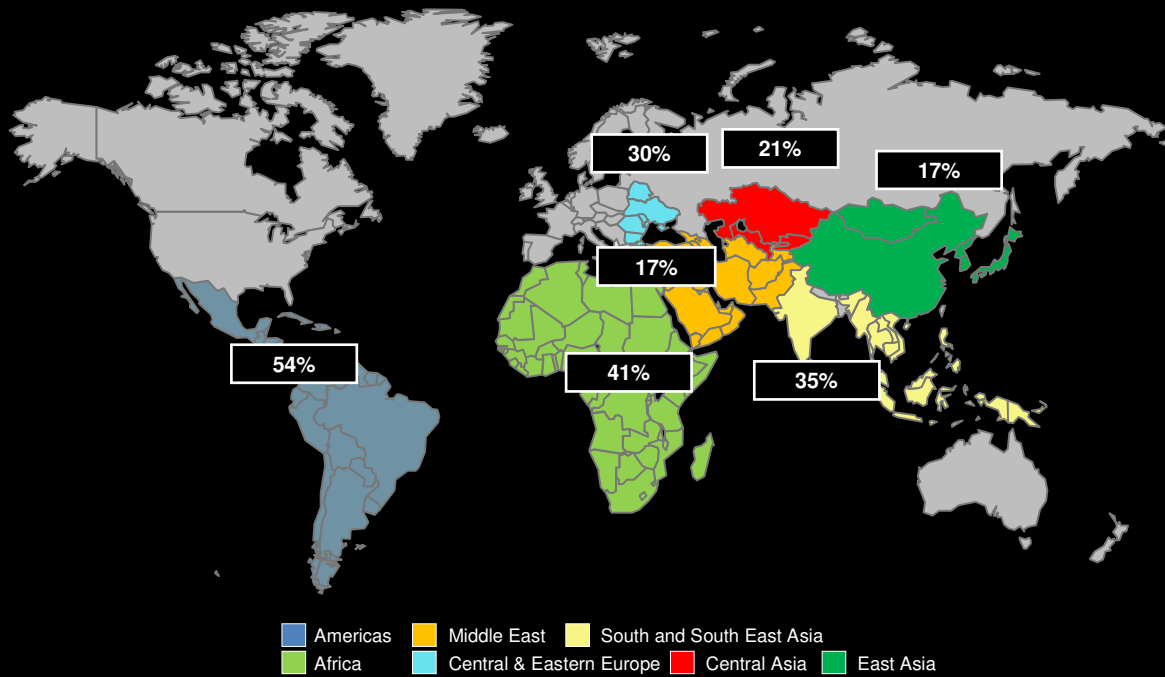 30%
21%
17%
17%
54%
41%
35%
Americas
Middle East
South and South East Asia
Africa
Central & Eastern Europe
Central Asia
East Asia